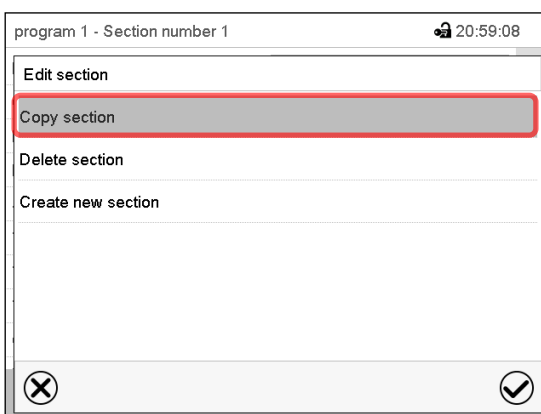 program 1 - Section number 1 20:59:08
Edit section
Copy section
Delete section
Create new section